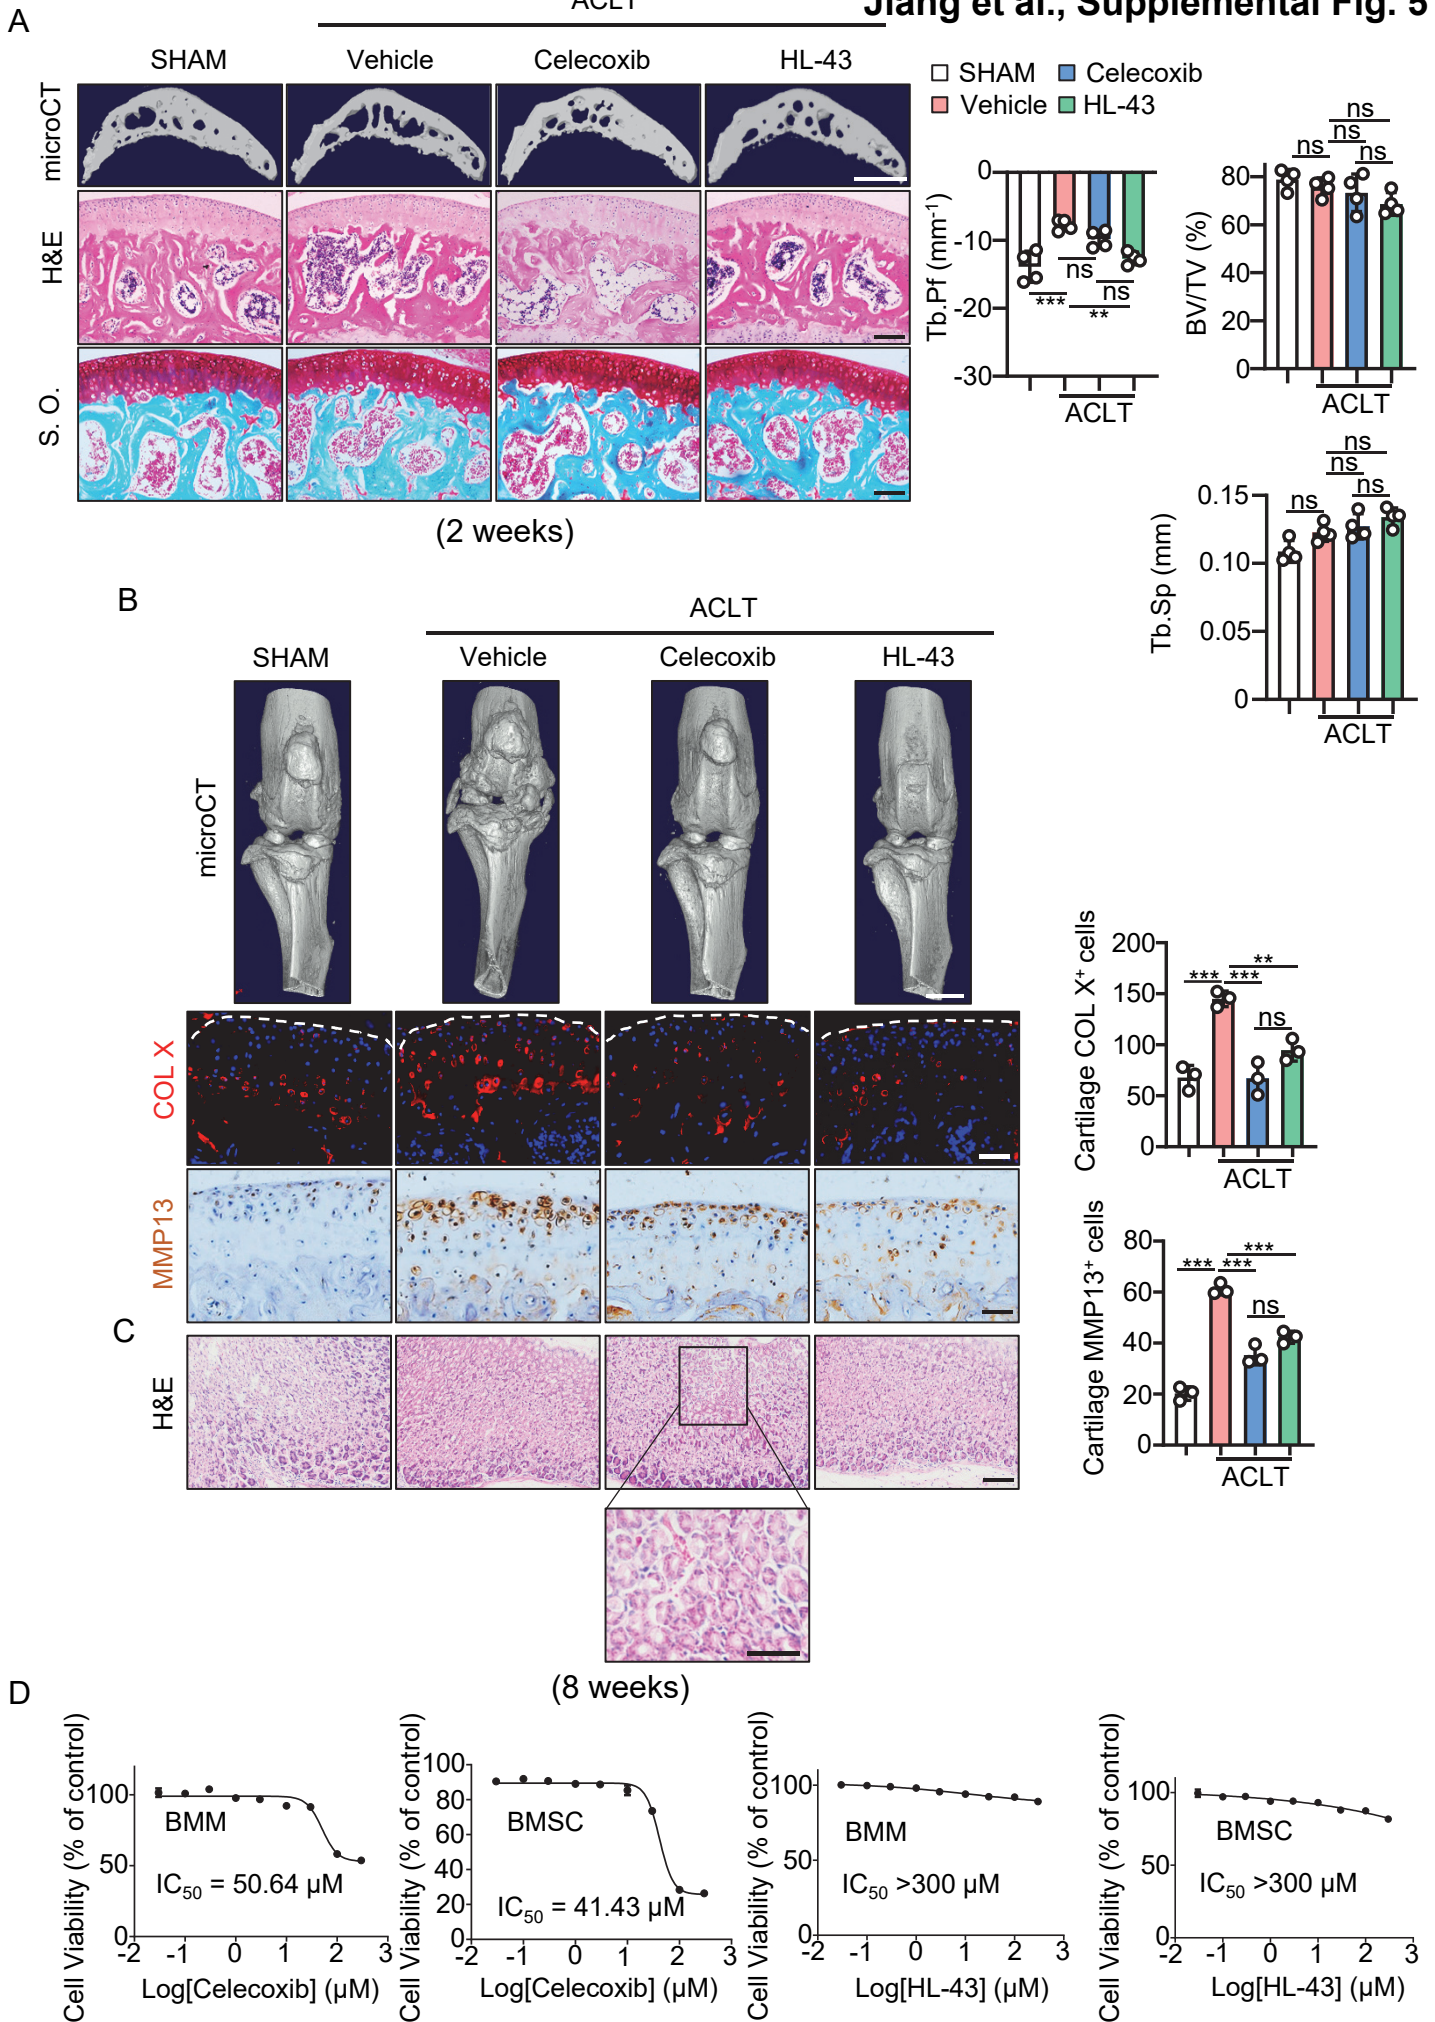 Jiang et al., Supplemental Fig. 5
A
ACLT
SHAM Vehicle Celecoxib HL-43
microCT
H&E
S. O.
(2 weeks)
SHAM Celecoxib
Vehicle HL-43
Tb.Pf (mm-1)
0
-10
-20
-30
ns
ns
***
**
ACLT
BV/TV (%)
80
60
40
20
0
ns
ns
ns
ns
ACLT
Tb.Sp (mm)
0.15
0.10
0.05
0
ns
ns
ns
ns
ACLT
B
ACLT
SHAM Vehicle Celecoxib HL-43
microCT
COL X
MMP13
Cartilage COL X+ cells
200
150
100
50
0
**
*** ***
ns
ACLT
Cartilage MMP13+ cells
80
60
40
20
0
***
*** ***
ns
ACLT
C
H&E
(8 weeks)
D
Cell Viability (% of control)
100
50
0
BMM
IC50 = 50.64 μM
-2 -1 0 1 2 3
Log[Celecoxib] (μM)
Cell Viability (% of control)
100
80
60
40
20
0
BMSC
IC50 = 41.43 μM
-2 -1 0 1 2 3
Log[Celecoxib] (μM)
Cell Viability (% of control)
100
50
0
BMM
IC50 >300 μM
-2 -1 0 1 2 3
Log[HL-43] (μM)
Cell Viability (% of control)
100
50
0
BMSC
IC50 >300 μM
-2 -1 0 1 2 3
Log[HL-43] (μM)